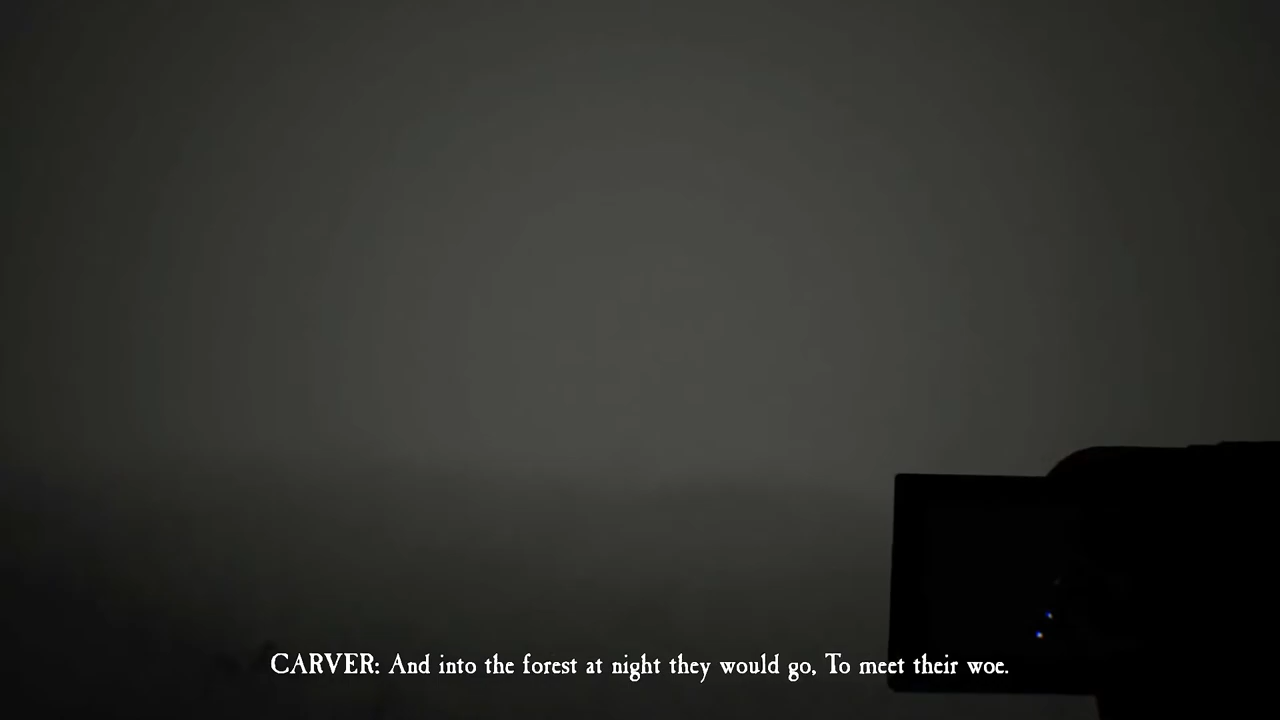 CARVER: And into the forest at night they would go, To meet their woe.